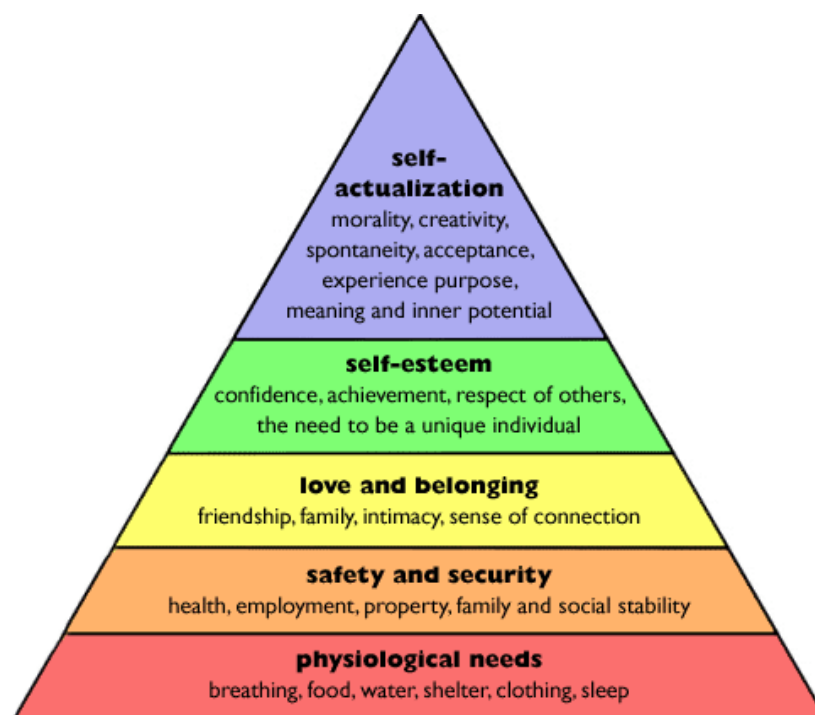 self-
actualization
morality, creativity,
spontaneity, acceptance,
experience purpose,
meaning and inner potential
self-esteem
confidence, achievement, respect of others,
the need to be a unique individual
love and belonging
friendship, family, intimacy, sense of connection
safety and security
health, employment, property, family and social stability
physiological needs
breathing, food, water, shelter, clothing, sleep